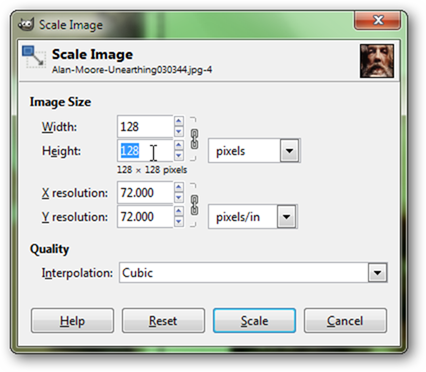 Scale Image
Scale Image
Alan-Moore-Unearthing030344.jpg-4
Image Size
Width: 128
Height: 128 pixels
128 × 128 pixels
X resolution: 72.000
Y resolution: 72.000 pixels/in
Quality
Interpolation: Cubic
Help Reset Scale Cancel